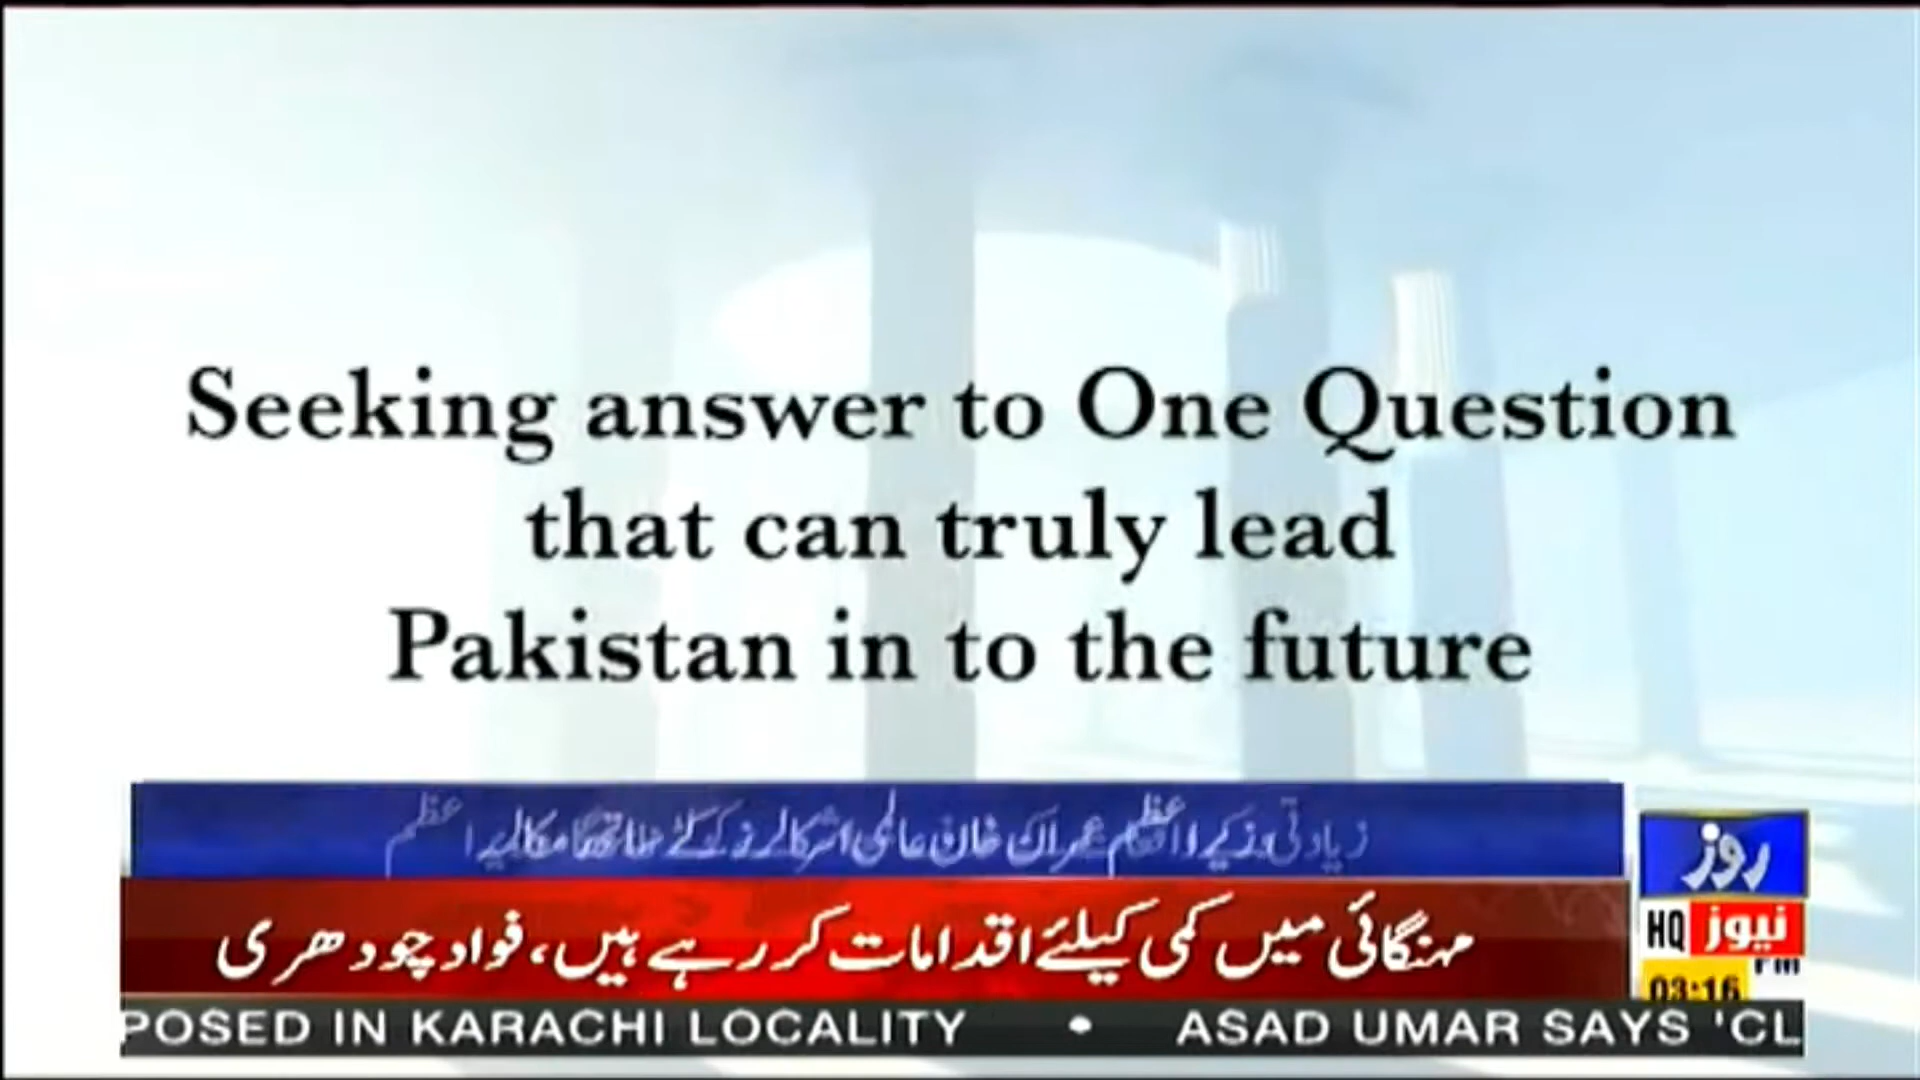 Seeking answer to One Question
that can truly lead
Pakistan in to the future
مہنگائی میں کمی کیلئے اقدامات کر رہے ہیں، فواد چودھری
روز
HQ نیوز
PM
03:16
POSED IN KARACHI LOCALITY • ASAD UMAR SAYS 'CL